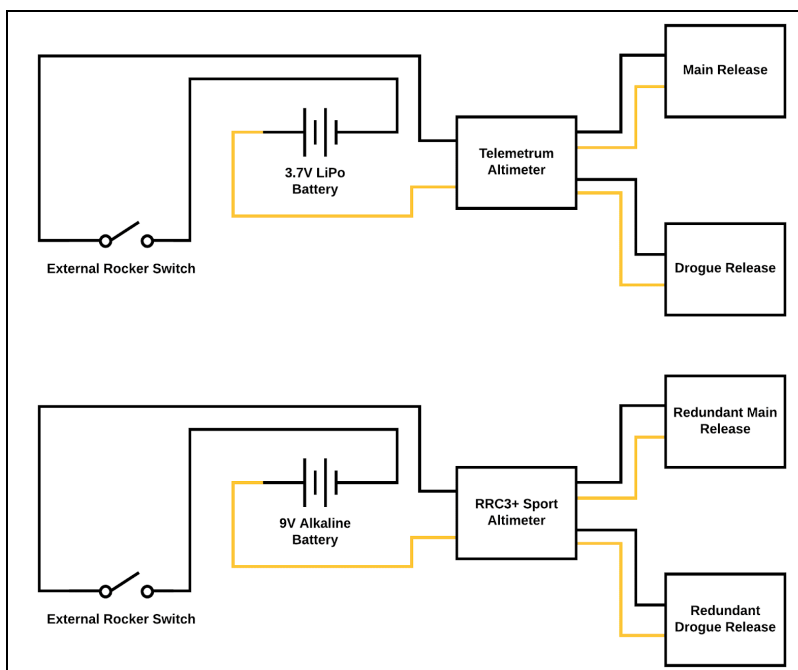 Main Release
Telemetrum
Altimeter
3.7V LiPo
Battery
External Rocker Switch
Drogue Release
Redundant Main
Release
RRC3+ Sport
Altimeter
9V Alkaline
Battery
External Rocker Switch
Redundant
Drogue Release